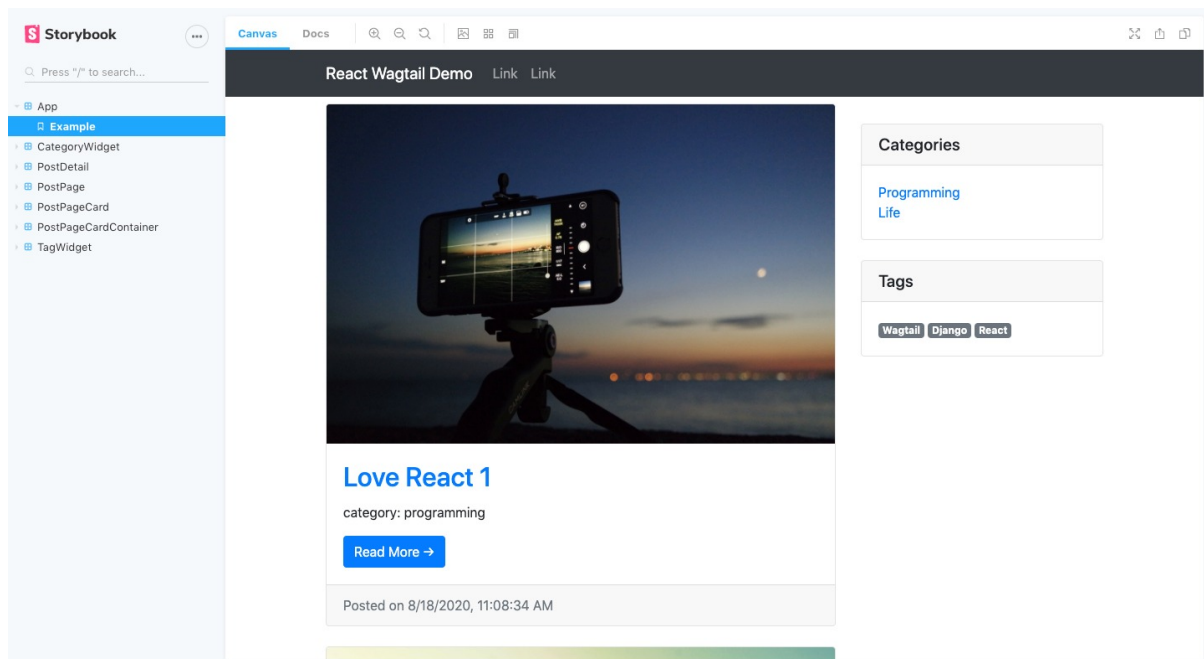 Storybook
Canvas Docs
Press "/" to search...
React Wagtail Demo Link Link
App
Example
CategoryWidget
PostDetail
PostPage
PostPageCard
PostPageCardContainer
TagWidget
Love React 1
category: programming
Read More →
Posted on 8/18/2020, 11:08:34 AM
Categories
Programming
Life
Tags
Wagtail Django React